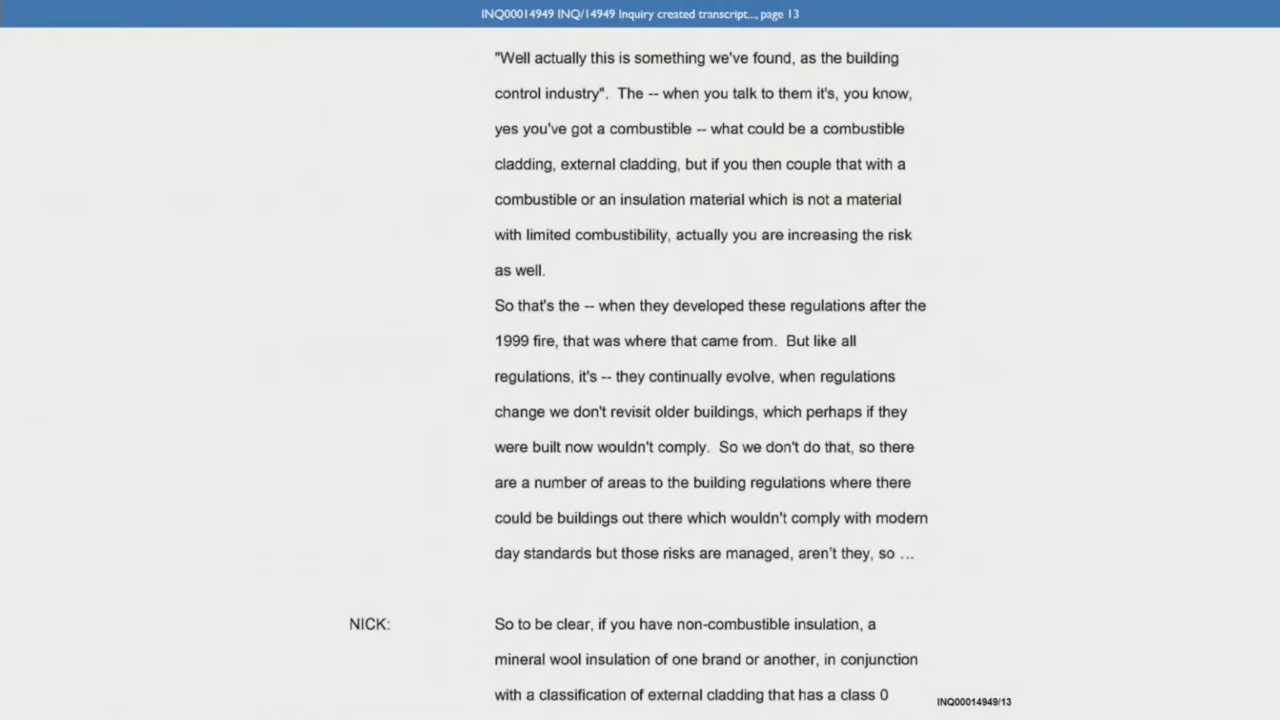 INQ00014949 INQ/14949 Inquiry created transcript..., page 13
"Well actually this is something we've found, as the building
control industry".  The -- when you talk to them it's, you know,
yes you've got a combustible -- what could be a combustible
cladding, external cladding, but if you then couple that with a
combustible or an insulation material which is not a material
with limited combustibility, actually you are increasing the risk
as well.
So that's the -- when they developed these regulations after the
1999 fire, that was where that came from.  But like all
regulations, it's -- they continually evolve, when regulations
change we don't revisit older buildings, which perhaps if they
were built now wouldn't comply.  So we don't do that, so there
are a number of areas to the building regulations where there
could be buildings out there which wouldn't comply with modern
day standards but those risks are managed, aren't they, so ...
NICK: So to be clear, if you have non-combustible insulation, a
mineral wool insulation of one brand or another, in conjunction
with a classification of external cladding that has a class 0
INQ00014949/13